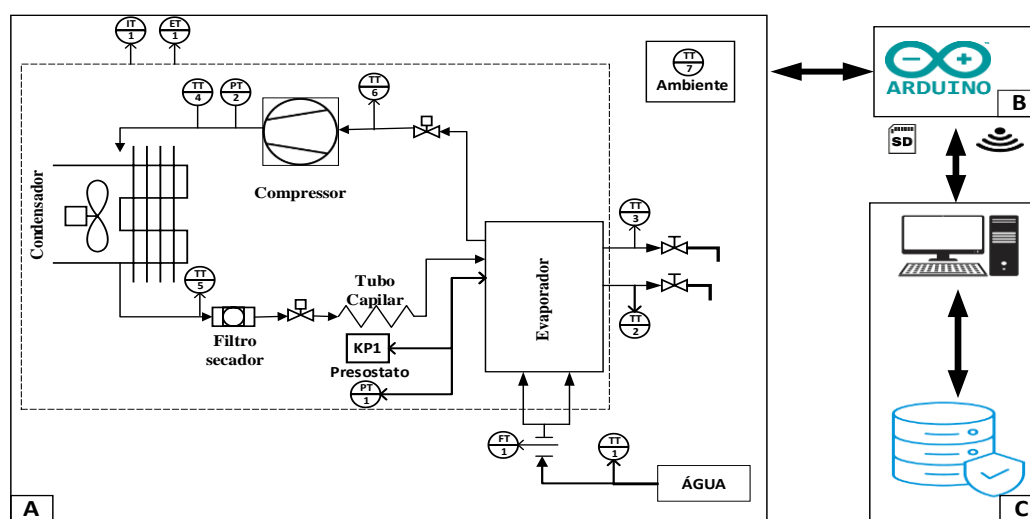 IT
1
ET
1
TT
7
Ambiente
ARDUINO
™
B
SD
TT
4
PT
2
TT
6
Compressor
Condensador
TT
3
TT
5
Tubo
Capilar
Evaporador
TT
2
Filtro
secador
KP1
Presostato
PT
1
FT
1
TT
1
ÁGUA
A
C